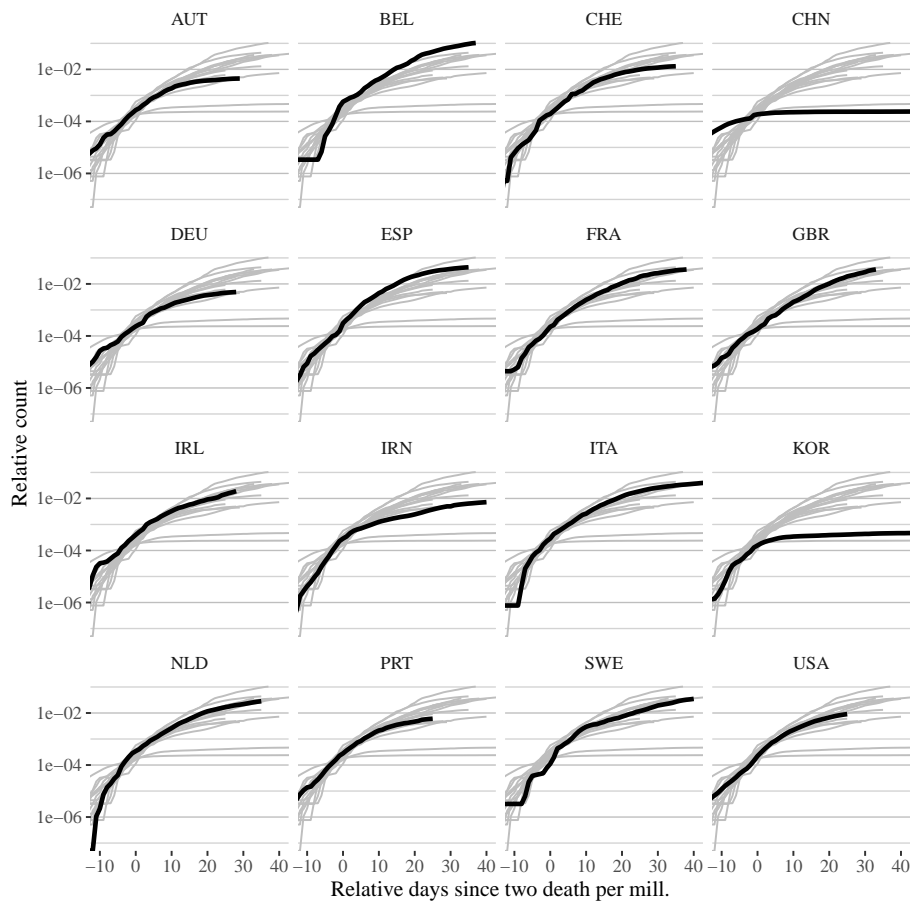 AUT BEL CHE CHN
1e−02
1e−04
1e−06
DEU ESP FRA GBR
1e−02
1e−04
1e−06
Relative count
IRL IRN ITA KOR
1e−02
1e−04
1e−06
NLD PRT SWE USA
1e−02
1e−04
1e−06
−10 0 10 20 30 40 −10 0 10 20 30 40 −10 0 10 20 30 40 −10 0 10 20 30 40
Relative days since two death per mill.